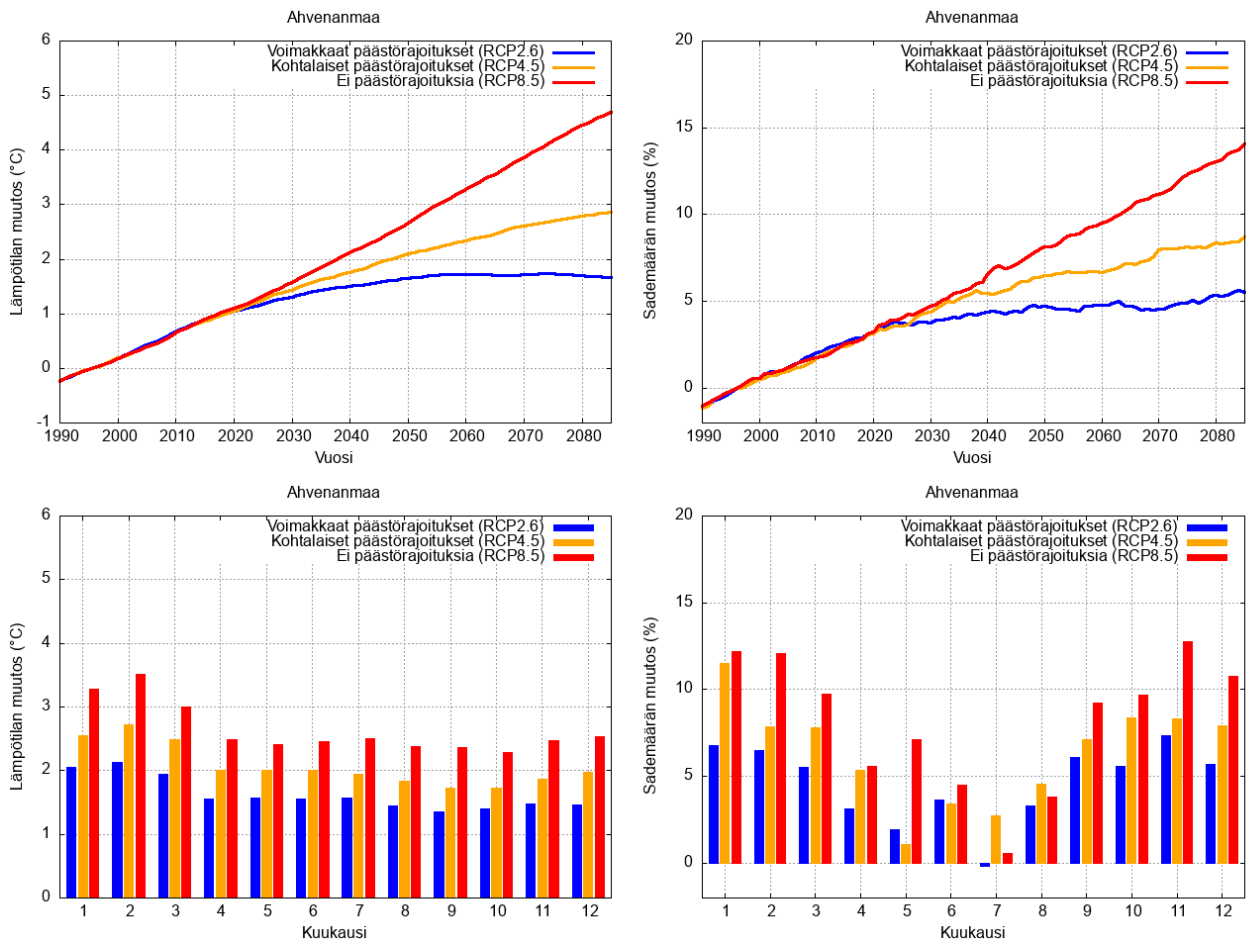 Ahvenanmaa
6
5
4
3
2
1
0
-1
Lämpötilan muutos (°C)
Voimakkaat päästörajoitukset (RCP2.6)
Kohtalaiset päästörajoitukset (RCP4.5)
Ei päästörajoituksia (RCP8.5)
1990 2000 2010 2020 2030 2040 2050 2060 2070 2080
Vuosi
Ahvenanmaa
20
15
10
5
0
Sademäärän muutos (%)
Voimakkaat päästörajoitukset (RCP2.6)
Kohtalaiset päästörajoitukset (RCP4.5)
Ei päästörajoituksia (RCP8.5)
1990 2000 2010 2020 2030 2040 2050 2060 2070 2080
Vuosi
Ahvenanmaa
6
5
4
3
2
1
0
Lämpötilan muutos (°C)
Voimakkaat päästörajoitukset (RCP2.6)
Kohtalaiset päästörajoitukset (RCP4.5)
Ei päästörajoituksia (RCP8.5)
1 2 3 4 5 6 7 8 9 10 11 12
Kuukausi
Ahvenanmaa
20
15
10
5
0
Sademäärän muutos (%)
Voimakkaat päästörajoitukset (RCP2.6)
Kohtalaiset päästörajoitukset (RCP4.5)
Ei päästörajoituksia (RCP8.5)
1 2 3 4 5 6 7 8 9 10 11 12
Kuukausi